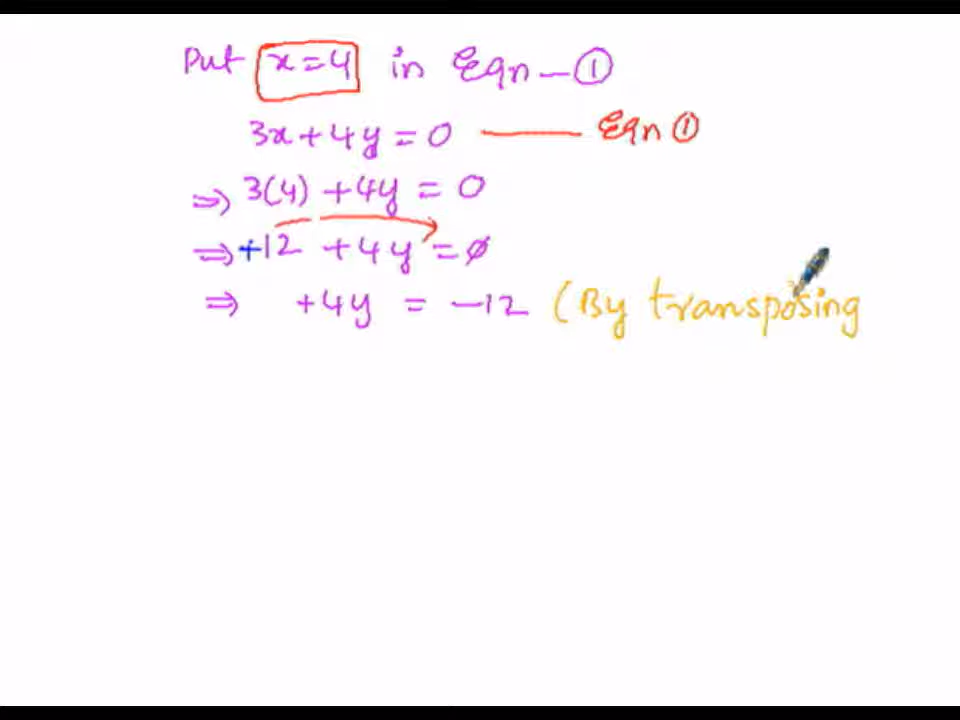 Put x=4 in Eqn-①
3x+4y=0 —— Eqn ①
⇒ 3(4) +4y = 0
⇒ +12 +4y = 0
⇒ +4y = -12 (By transposing